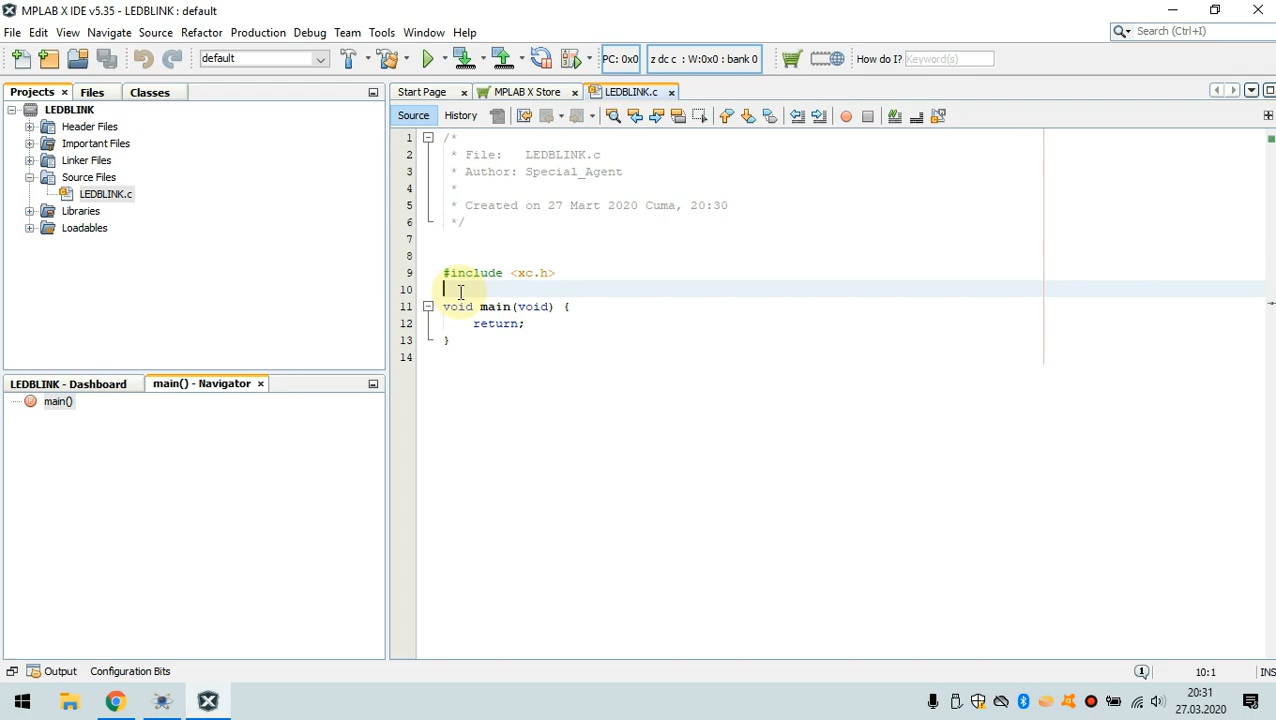 MPLAB X IDE v5.35 - LEDBLINK : default
File Edit View Navigate Source Refactor Production Debug Team Tools Window Help
Search (Ctrl+I)
default
PC: 0x0
z dc c : W:0x0 : bank 0
How do I? Keyword(s)
Projects Files Classes
Start Page MPLAB X Store LEDBLINK.c
Source History
LEDBLINK
Header Files
Important Files
Linker Files
Source Files
LEDBLINK.c
Libraries
Loadables
1 /*
2 * File: LEDBLINK.c
3 * Author: Special_Agent
4 *
5 * Created on 27 Mart 2020 Cuma, 20:30
6 */
7
8
9 #include <xc.h>
10
11 void main(void) {
12 return;
13 }
14
LEDBLINK - Dashboard main() - Navigator
main()
Output Configuration Bits
1
10:1
INS
20:31
27.03.2020